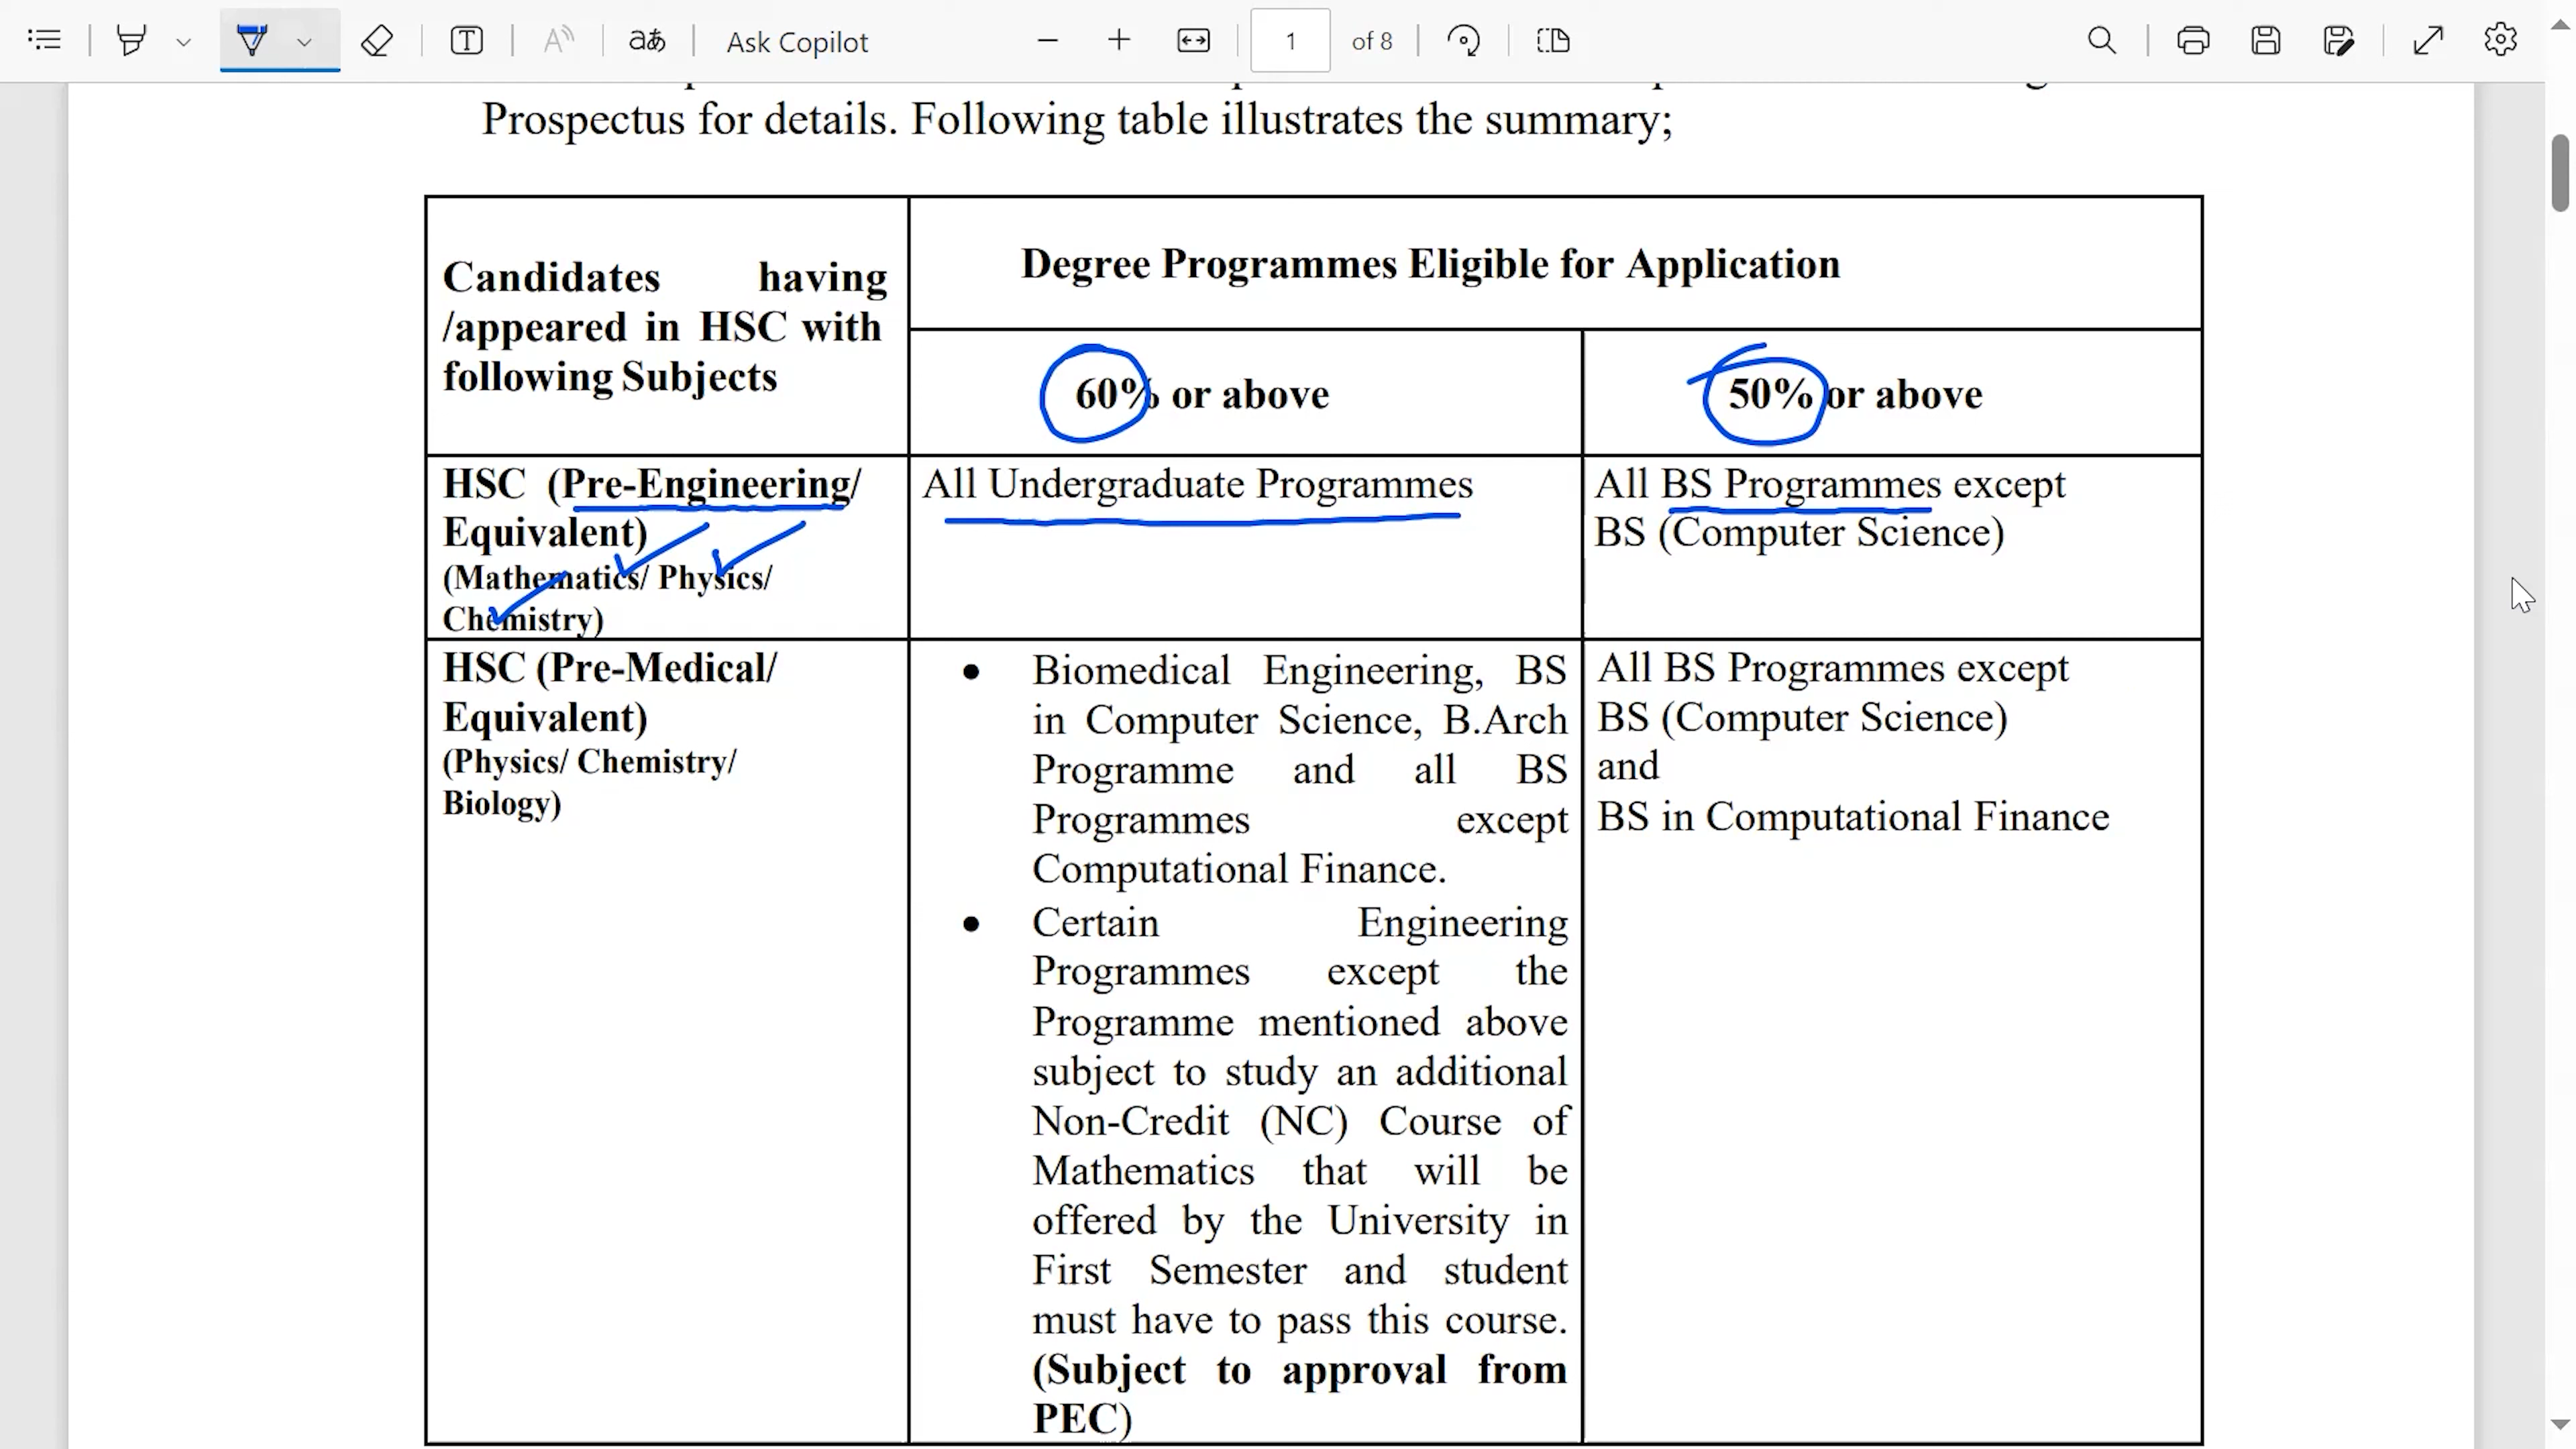 Ask Copilot
1 of 8
Prospectus for details. Following table illustrates the summary;
Candidates having
/appeared in HSC with
following Subjects
Degree Programmes Eligible for Application
60% or above
50% or above
HSC (Pre-Engineering/
Equivalent)
(Mathematics/ Physics/
Chemistry)
All Undergraduate Programmes
All BS Programmes except
BS (Computer Science)
HSC (Pre-Medical/
Equivalent)
(Physics/ Chemistry/
Biology)
• Biomedical Engineering, BS
in Computer Science, B.Arch
Programme and all BS
Programmes except
Computational Finance.
• Certain Engineering
Programmes except the
Programme mentioned above
subject to study an additional
Non-Credit (NC) Course of
Mathematics that will be
offered by the University in
First Semester and student
must have to pass this course.
(Subject to approval from
PEC)
All BS Programmes except
BS (Computer Science)
and
BS in Computational Finance